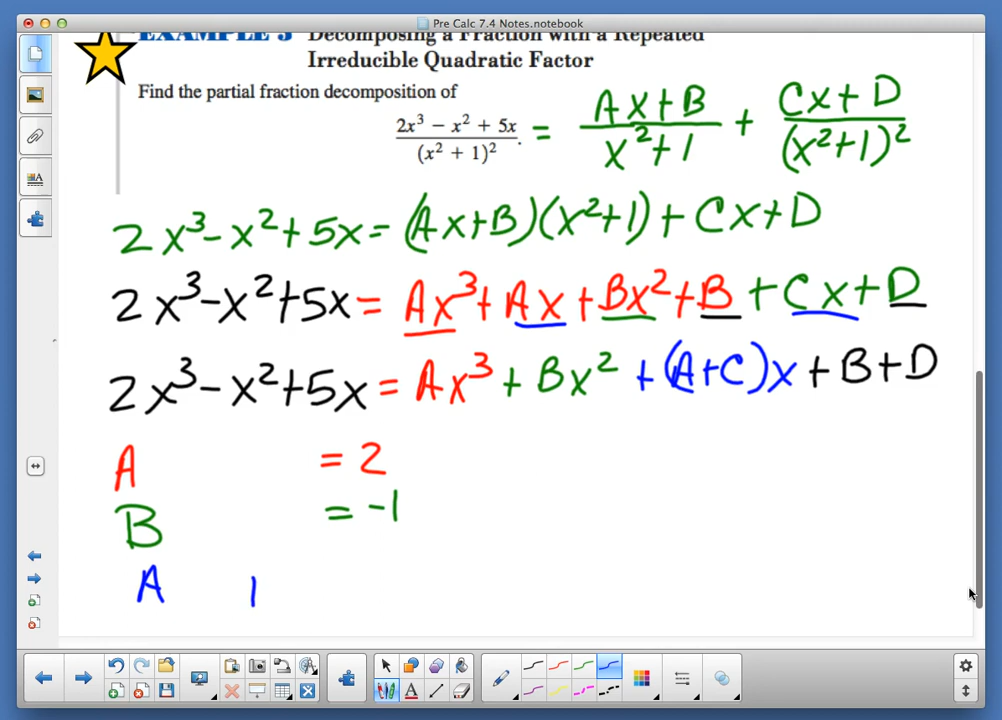 Pre Calc 7.4 Notes.notebook
EXAMPLE 3 Decomposing a Fraction with a Repeated
Irreducible Quadratic Factor
Find the partial fraction decomposition of
(2x³ − x² + 5x)/(x² + 1)². = (Ax+B)/(x²+1) + (Cx+D)/(x²+1)²
2x³-x²+5x=(Ax+B)(x²+1)+Cx+D
2x³-x²+5x=Ax³+Ax+Bx²+B+Cx+D
2x³-x²+5x=Ax³+Bx²+(A+C)x+B+D
A =2
B =-1
A